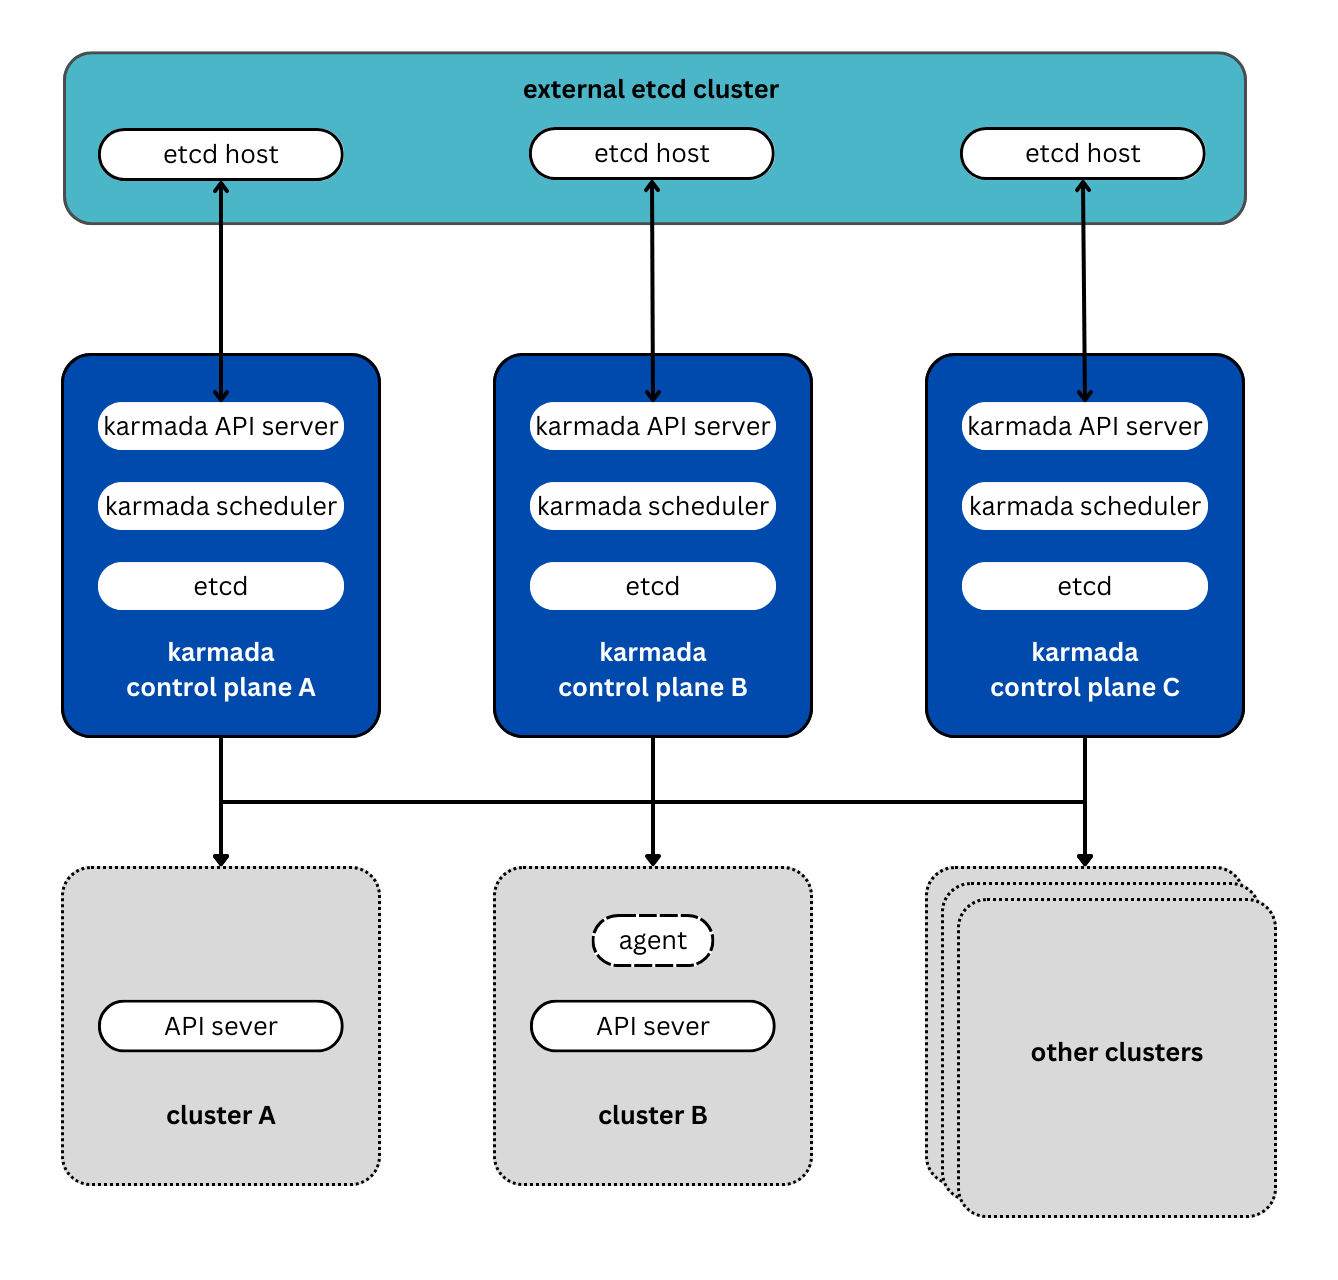 external etcd cluster
etcd host
etcd host
etcd host
karmada API server
karmada scheduler
etcd
karmada
control plane A
karmada API server
karmada scheduler
etcd
karmada
control plane B
karmada API server
karmada scheduler
etcd
karmada
control plane C
API sever
cluster A
agent
API sever
cluster B
other clusters